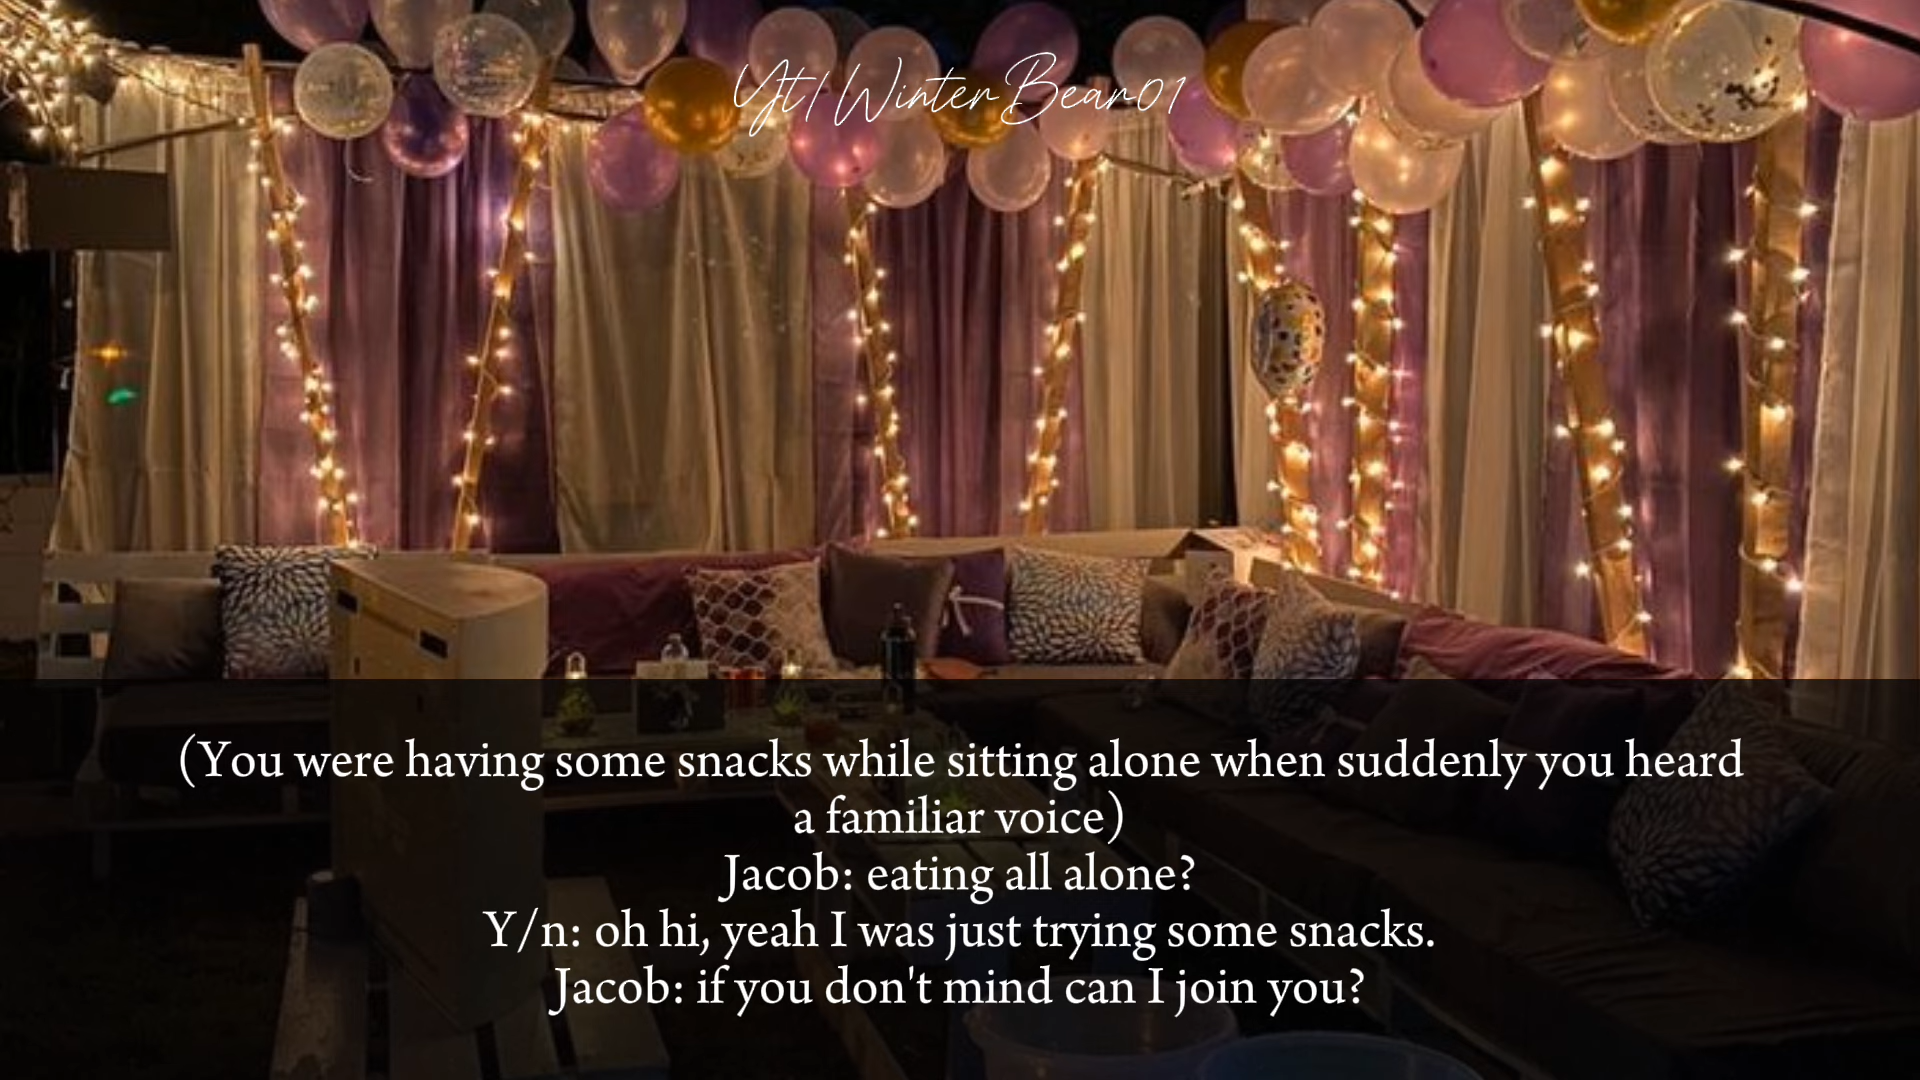 Yt/WinterBear01
(You were having some snacks while sitting alone when suddenly you heard
a familiar voice)
Jacob: eating all alone?
Y/n: oh hi, yeah I was just trying some snacks.
Jacob: if you don't mind can I join you?